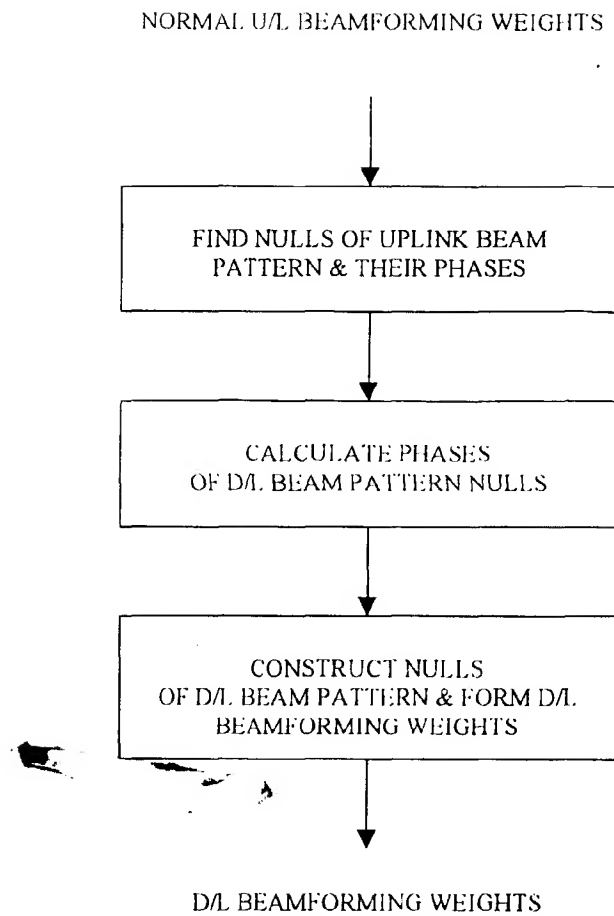 NORMAL U/L BEAMFORMING WEIGHTS
FIND NULLS OF UPLINK BEAM
PATTERN & THEIR PHASES
CALCULATE PHASES
OF D/L BEAM PATTERN NULLS
CONSTRUCT NULLS
OF D/L BEAM PATTERN & FORM D/L
BEAMFORMING WEIGHTS
D/L BEAMFORMING WEIGHTS